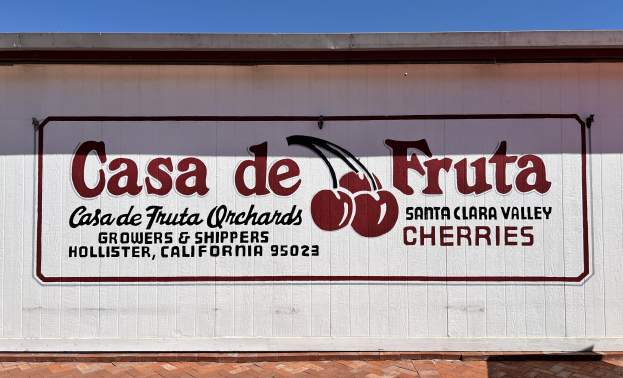 Casa de Fruta
Casa de Fruta Orchards
GROWERS & SHIPPERS
HOLLISTER, CALIFORNIA 95023
SANTA CLARA VALLEY
CHERRIES